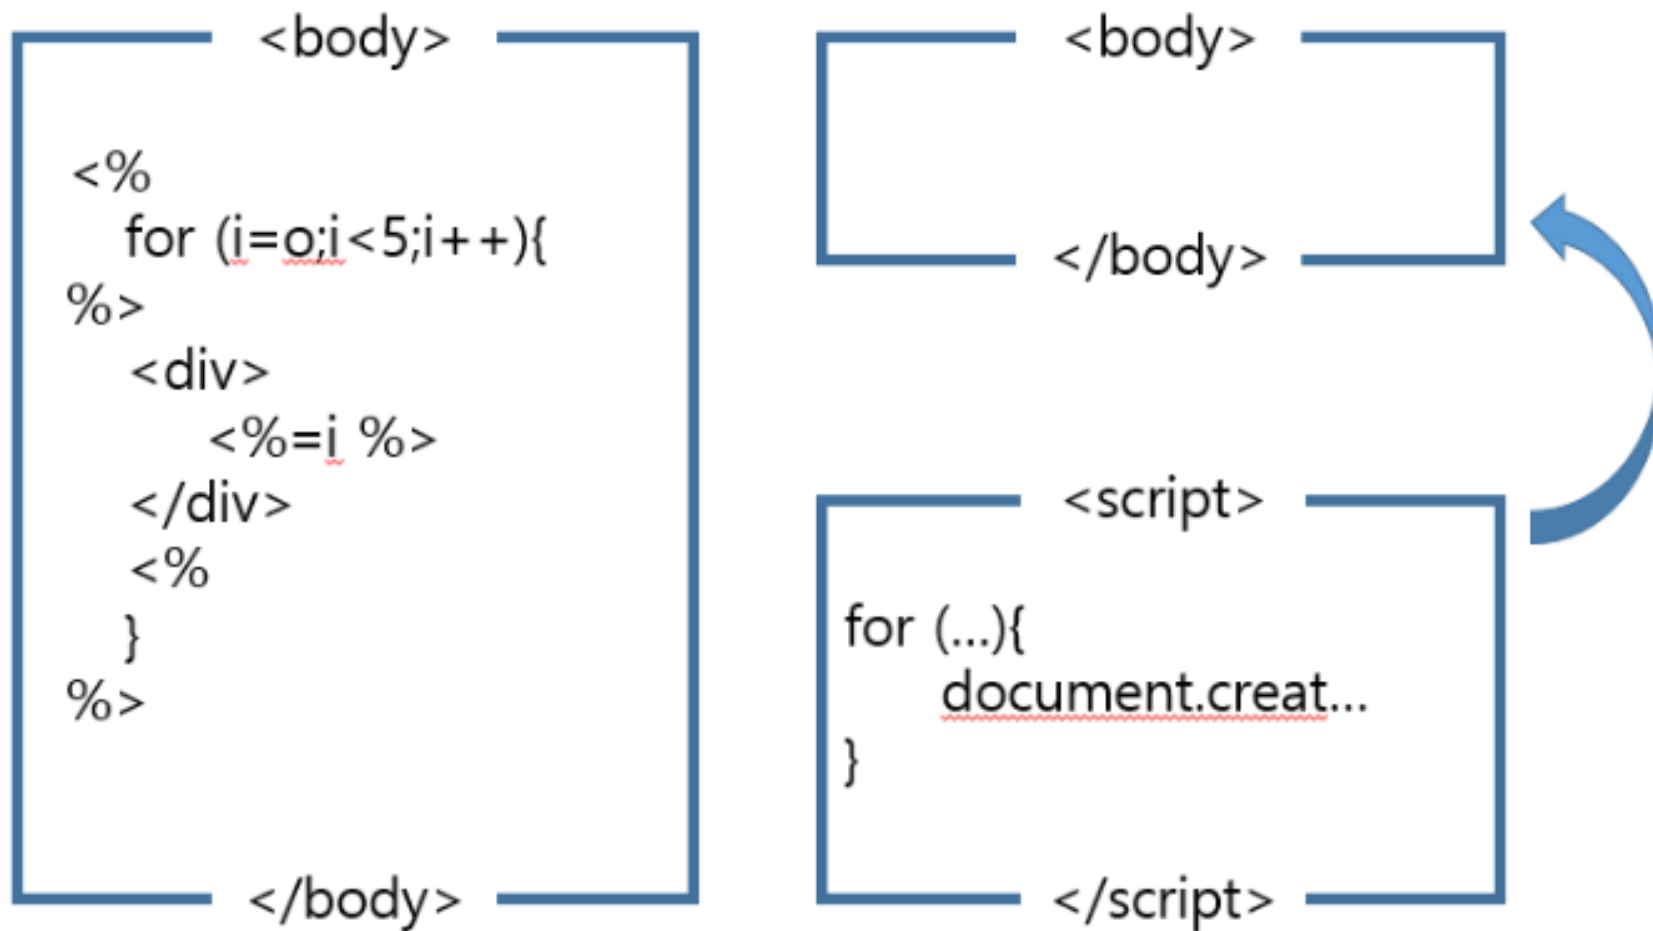 <body>
<%
for (i=o;i<5;i++){
%>
<div>
<%=i %>
</div>
<%
}
%>
</body>
<body>
</body>
<script>
for (...){
document.creat...
}
</script>